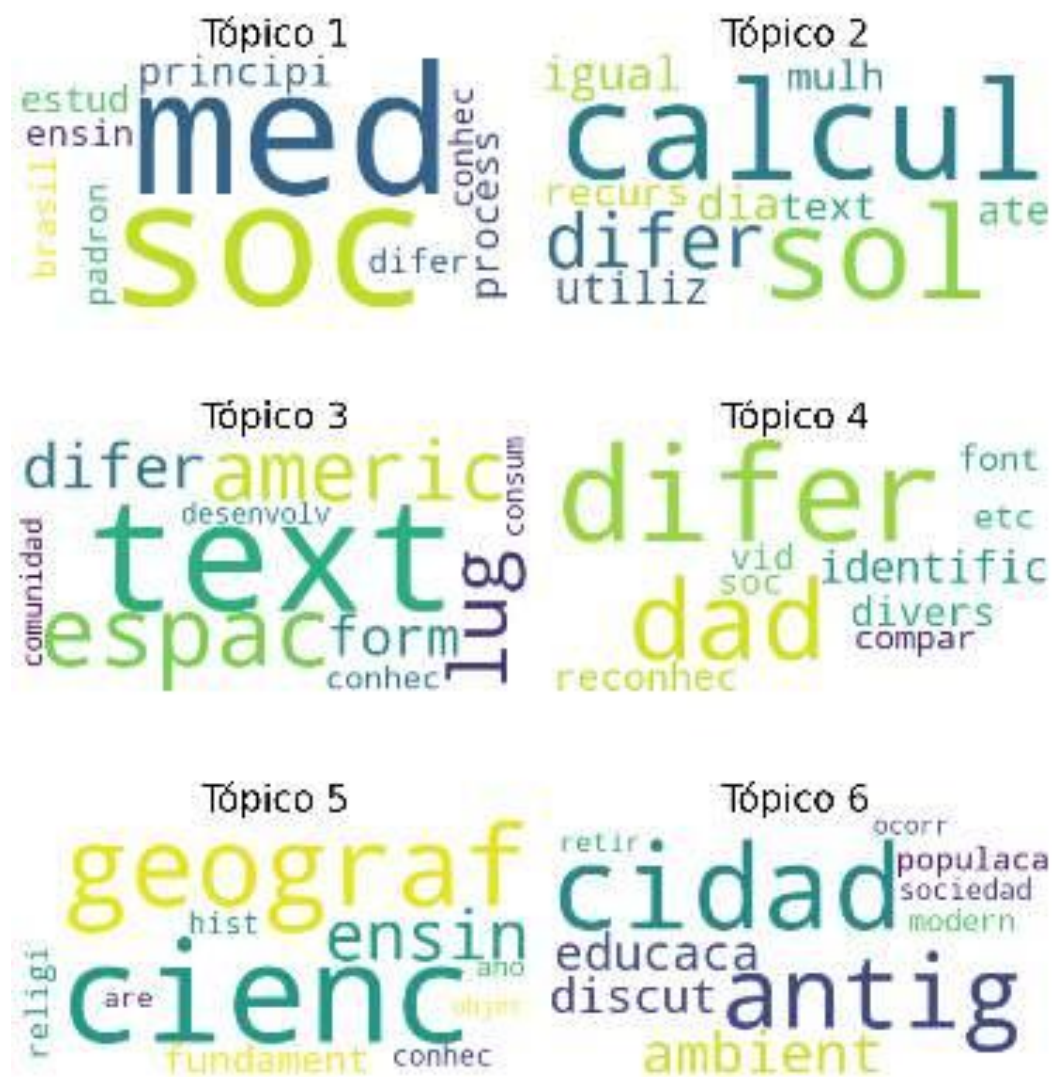 Tópico 1
principi
med
estud
ensin
conhec
process
brasil
padron
soc
difer
Tópico 2
igual
mulh
calcul
recurs
dia
text
ate
difer
sol
utiliz
Tópico 3
difer
americ
consum
desenvolv
text
comunidad
lug
espac
form
conhec
Tópico 4
difer
font
etc
vid
identific
soc
dad
divers
compar
reconhec
Tópico 5
geograf
hist
ensin
religi
cienc
ano
are
objet
fundament
conhec
Tópico 6
ocorr
retir
cidad
populaca
sociedad
modern
educaca
discut
antig
ambient